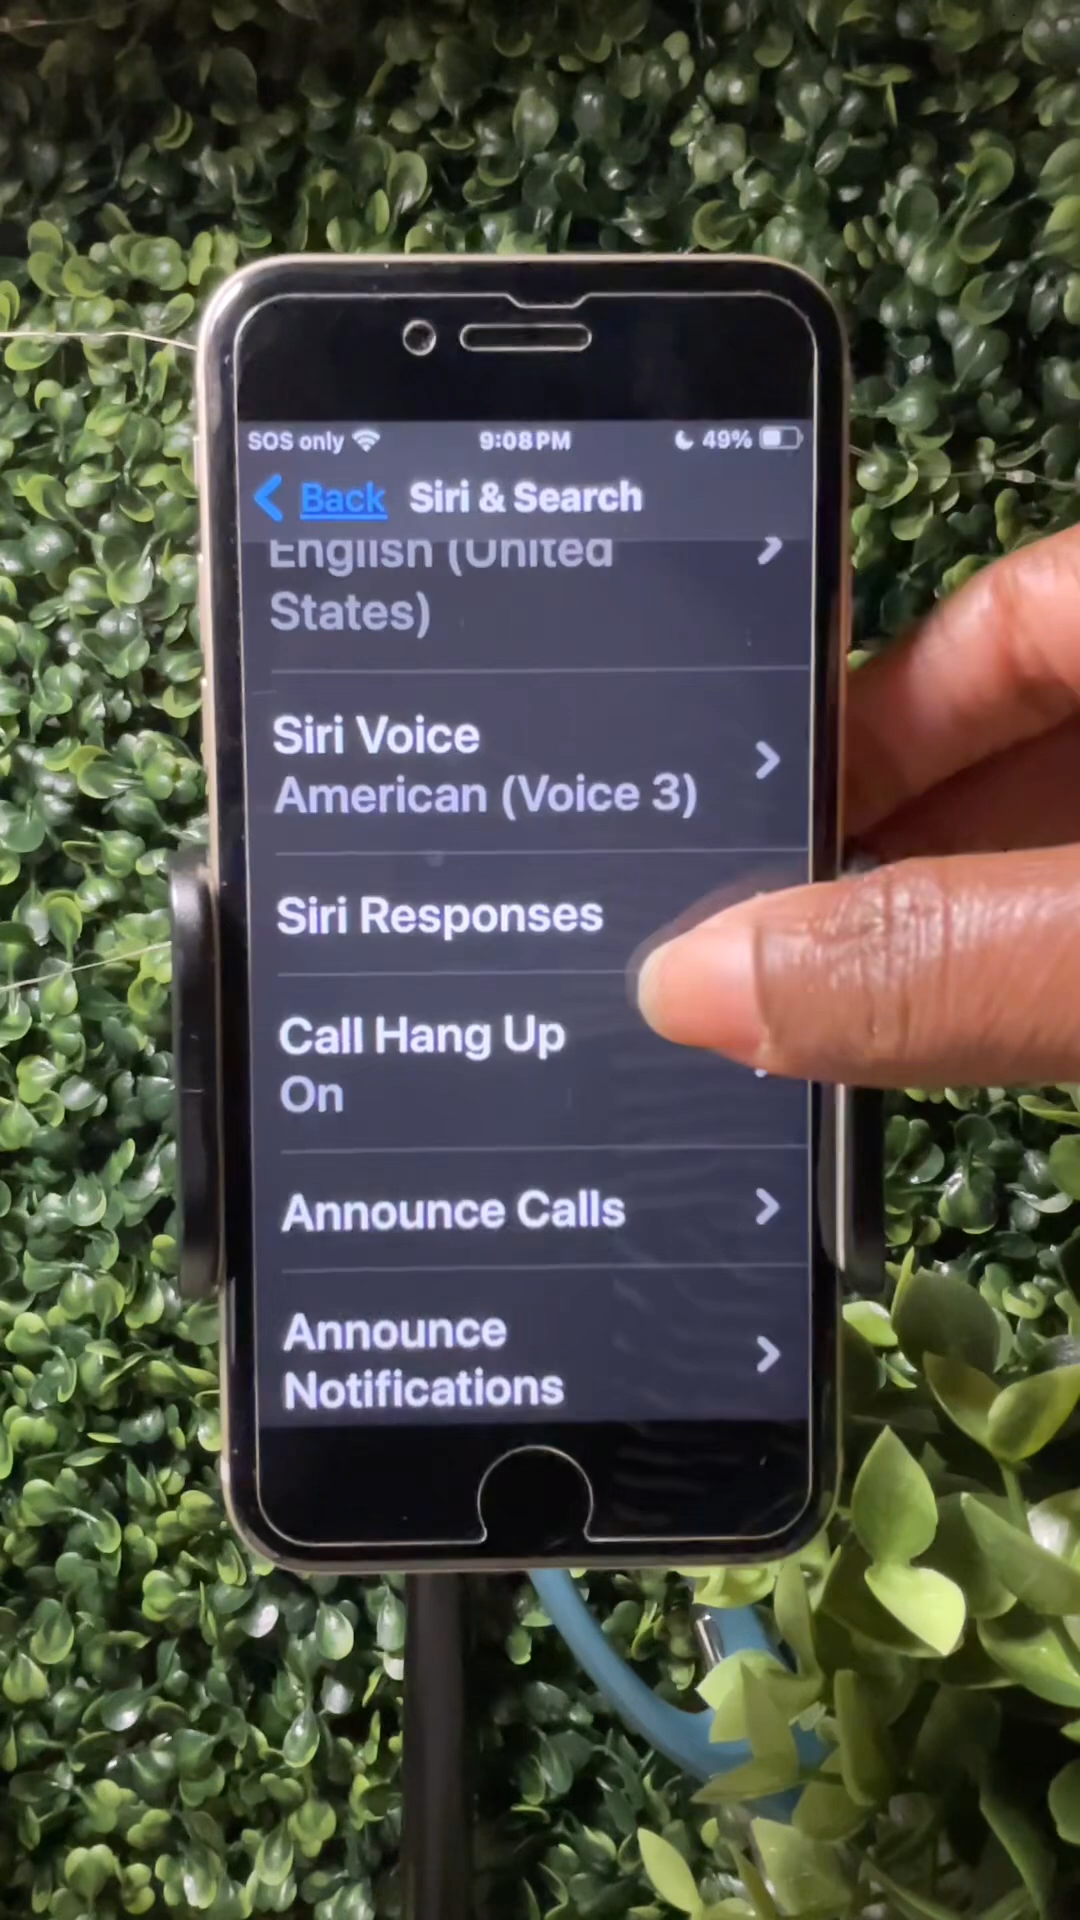 SOS only 9:08 PM 49%
Back Siri & Search
English (United
States)
Siri Voice
American (Voice 3)
Siri Responses
Call Hang Up
On
Announce Calls
Announce
Notifications